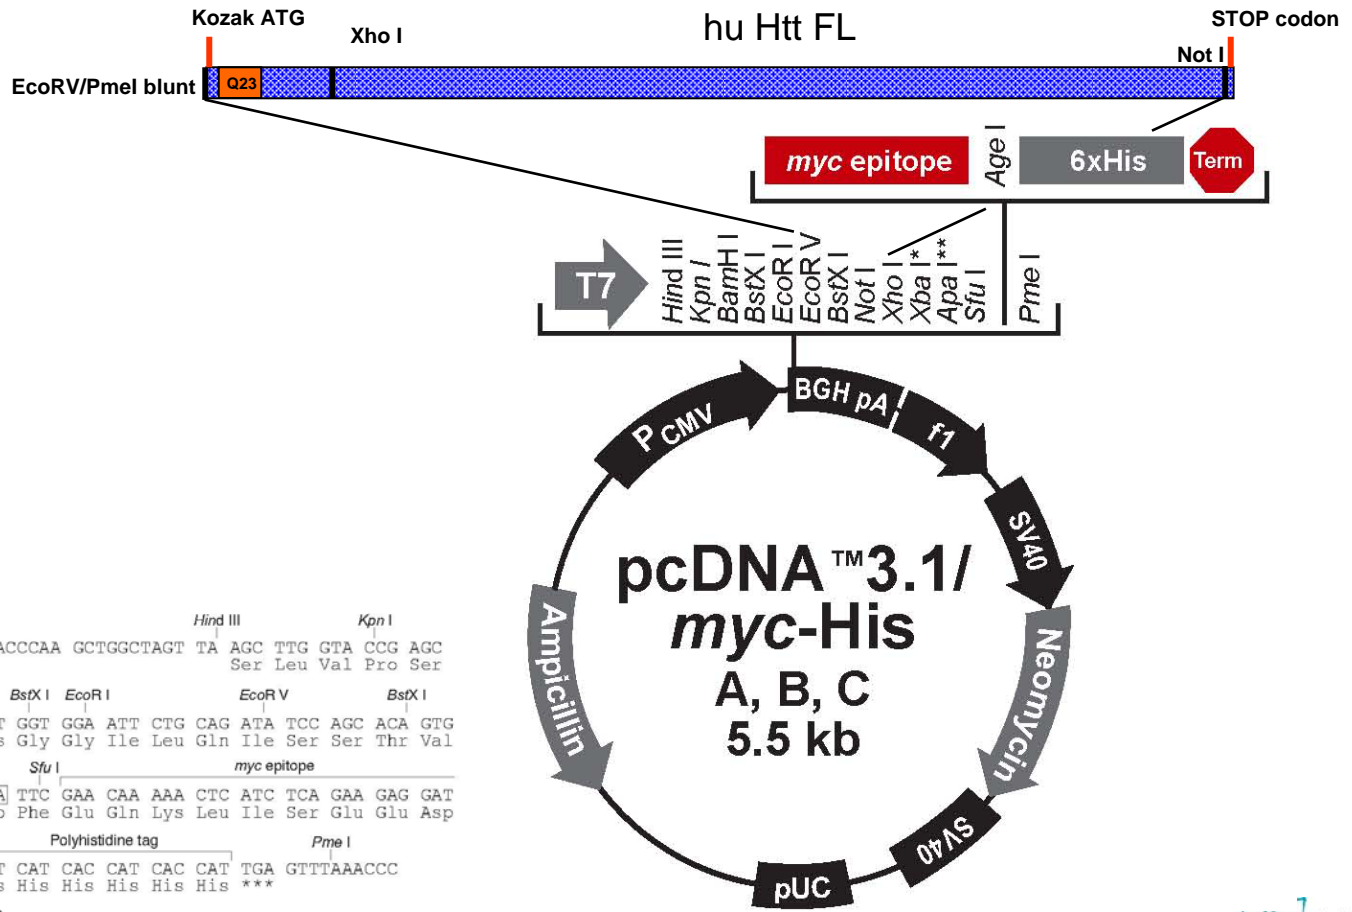 Kozak ATG
Xho I
hu Htt FL
STOP codon
Not I
EcoRV/PmeI blunt
Q23
myc epitope
Age I
6xHis
Term
T7
Hind III
Kpn I
BamH I
BstX I
EcoR I
EcoR V
BstX I
Not I
Xho I
Xba I*
Apa I**
Sfu I
Pme I
PCMV
BGH pA
f1
SV40
Neomycin
SV40
pUC
Ampicillin
pcDNA™3.1/
myc-His
A, B, C
5.5 kb
Hind III Kpn I
ACCCAA GCTGGCTAGT TA AGC TTG GTA CCG AGC
Ser Leu Val Pro Ser
BstX I EcoR I EcoR V BstX I
T GGT GGA ATT CTG CAG ATA TCC AGC ACA GTG
s Gly Gly Ile Leu Gln Ile Ser Ser Thr Val
Sfu I myc epitope
A TTC GAA CAA AAA CTC ATC TCA GAA GAG GAT
p Phe Glu Gln Lys Leu Ile Ser Glu Glu Asp
Polyhistidine tag Pme I
T CAT CAC CAT CAC CAT TGA GTTTAAACCC
s His His His His His ***